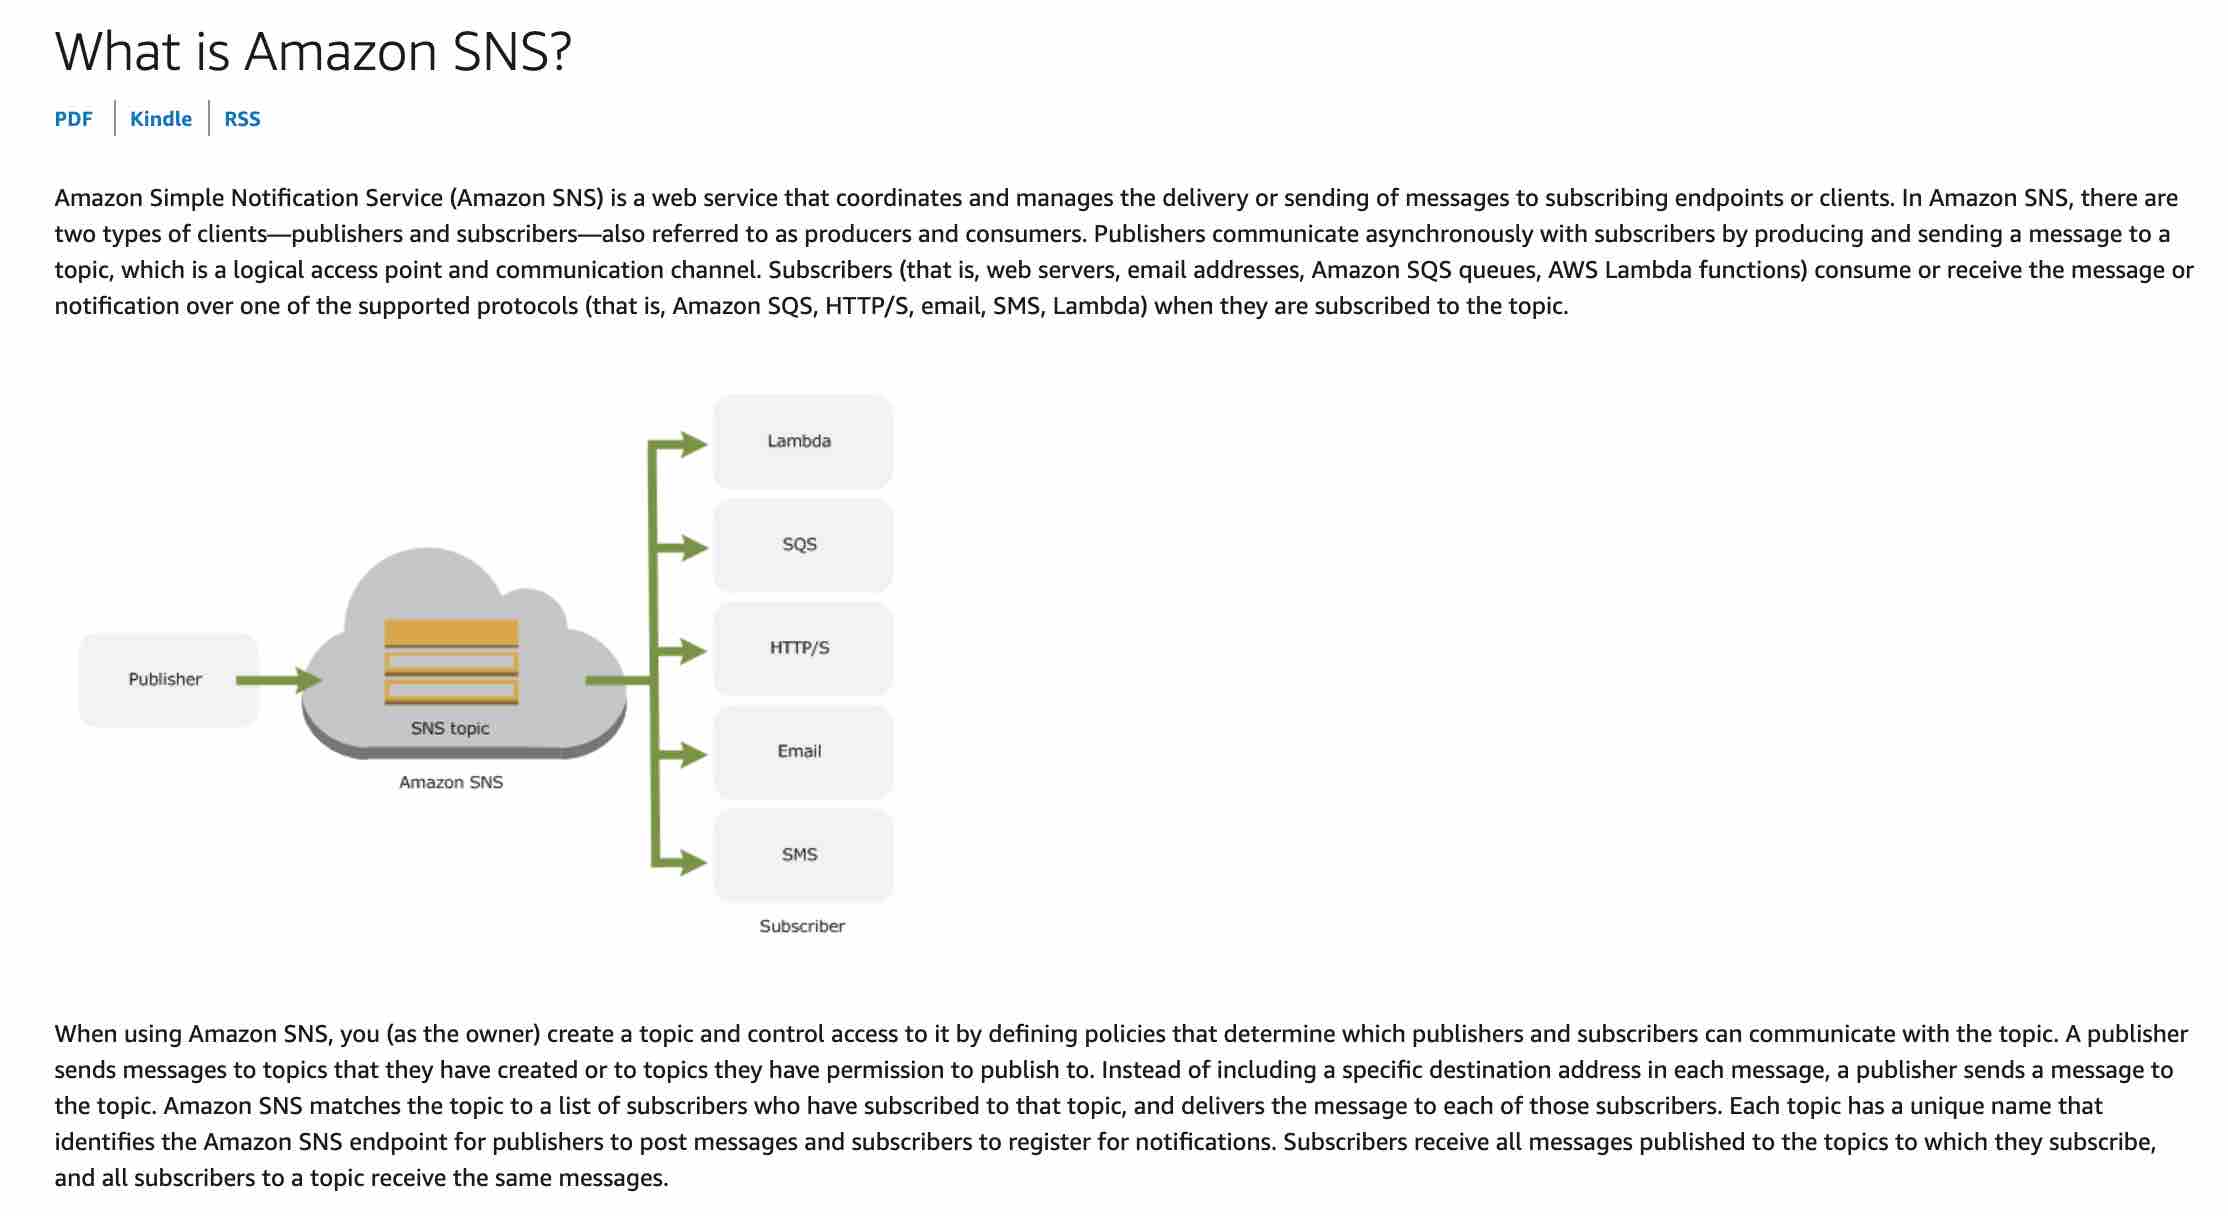 What is Amazon SNS?
PDF | Kindle | RSS
Amazon Simple Notification Service (Amazon SNS) is a web service that coordinates and manages the delivery or sending of messages to subscribing endpoints or clients. In Amazon SNS, there are
two types of clients—publishers and subscribers—also referred to as producers and consumers. Publishers communicate asynchronously with subscribers by producing and sending a message to a
topic, which is a logical access point and communication channel. Subscribers (that is, web servers, email addresses, Amazon SQS queues, AWS Lambda functions) consume or receive the message or
notification over one of the supported protocols (that is, Amazon SQS, HTTP/S, email, SMS, Lambda) when they are subscribed to the topic.
Publisher
SNS topic
Amazon SNS
Lambda
SQS
HTTP/S
Email
SMS
Subscriber
When using Amazon SNS, you (as the owner) create a topic and control access to it by defining policies that determine which publishers and subscribers can communicate with the topic. A publisher
sends messages to topics that they have created or to topics they have permission to publish to. Instead of including a specific destination address in each message, a publisher sends a message to
the topic. Amazon SNS matches the topic to a list of subscribers who have subscribed to that topic, and delivers the message to each of those subscribers. Each topic has a unique name that
identifies the Amazon SNS endpoint for publishers to post messages and subscribers to register for notifications. Subscribers receive all messages published to the topics to which they subscribe,
and all subscribers to a topic receive the same messages.